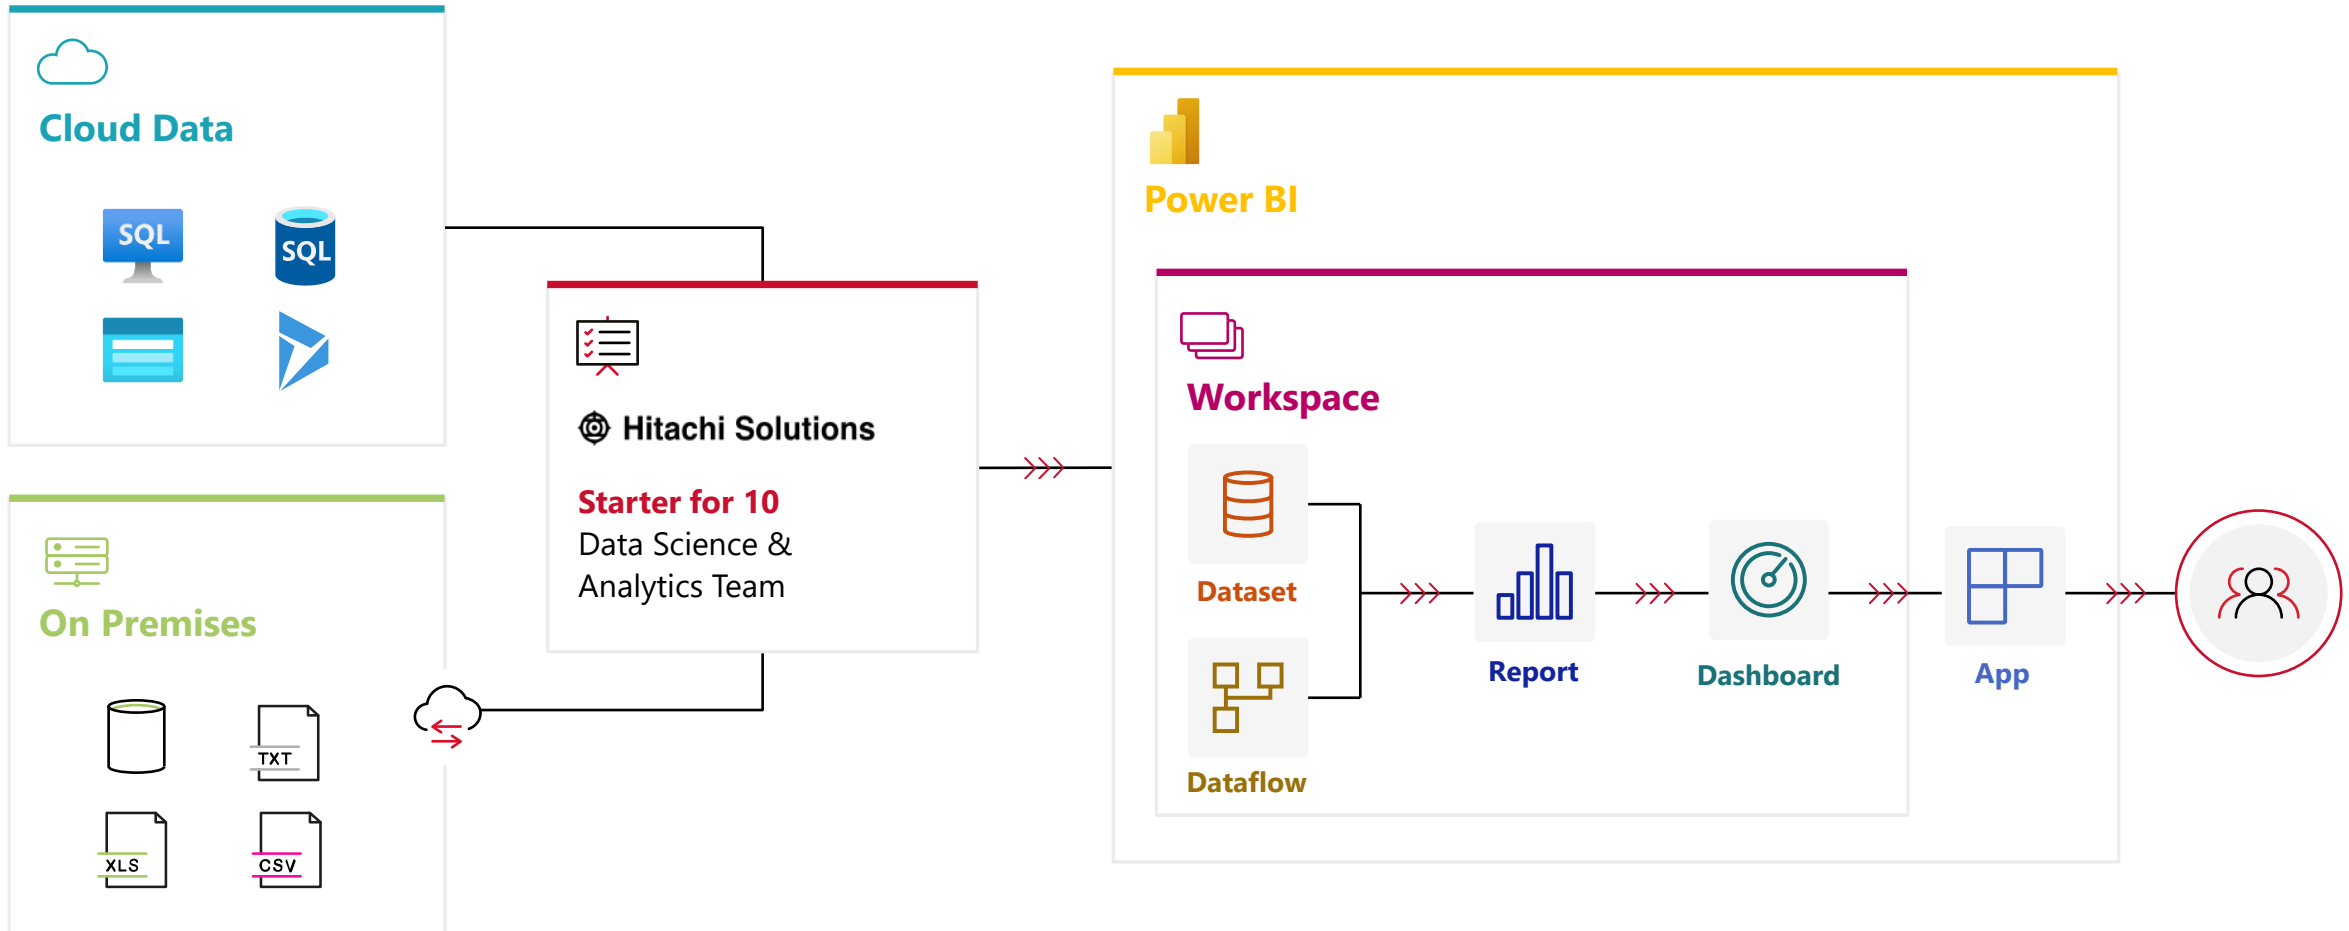 Cloud Data
SQL
SQL
On Premises
TXT
XLS
CSV
Hitachi Solutions
Starter for 10
Data Science &
Analytics Team
Power BI
Workspace
Dataset
Dataflow
Report
Dashboard
App